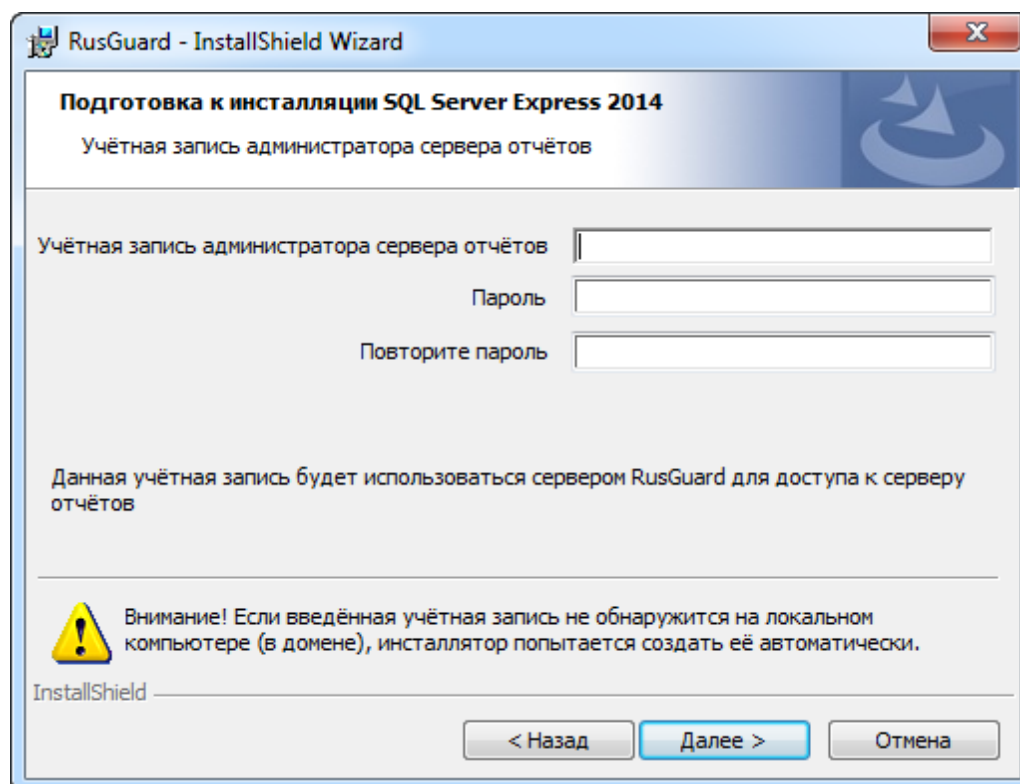 RusGuard - InstallShield Wizard
Подготовка к инсталляции SQL Server Express 2014
Учётная запись администратора сервера отчётов
Учётная запись администратора сервера отчётов
Пароль
Повторите пароль
Данная учётная запись будет использоваться сервером RusGuard для доступа к серверу
отчётов
Внимание! Если введённая учётная запись не обнаружится на локальном
компьютере (в домене), инсталлятор попытается создать её автоматически.
InstallShield
< Назад Далее > Отмена